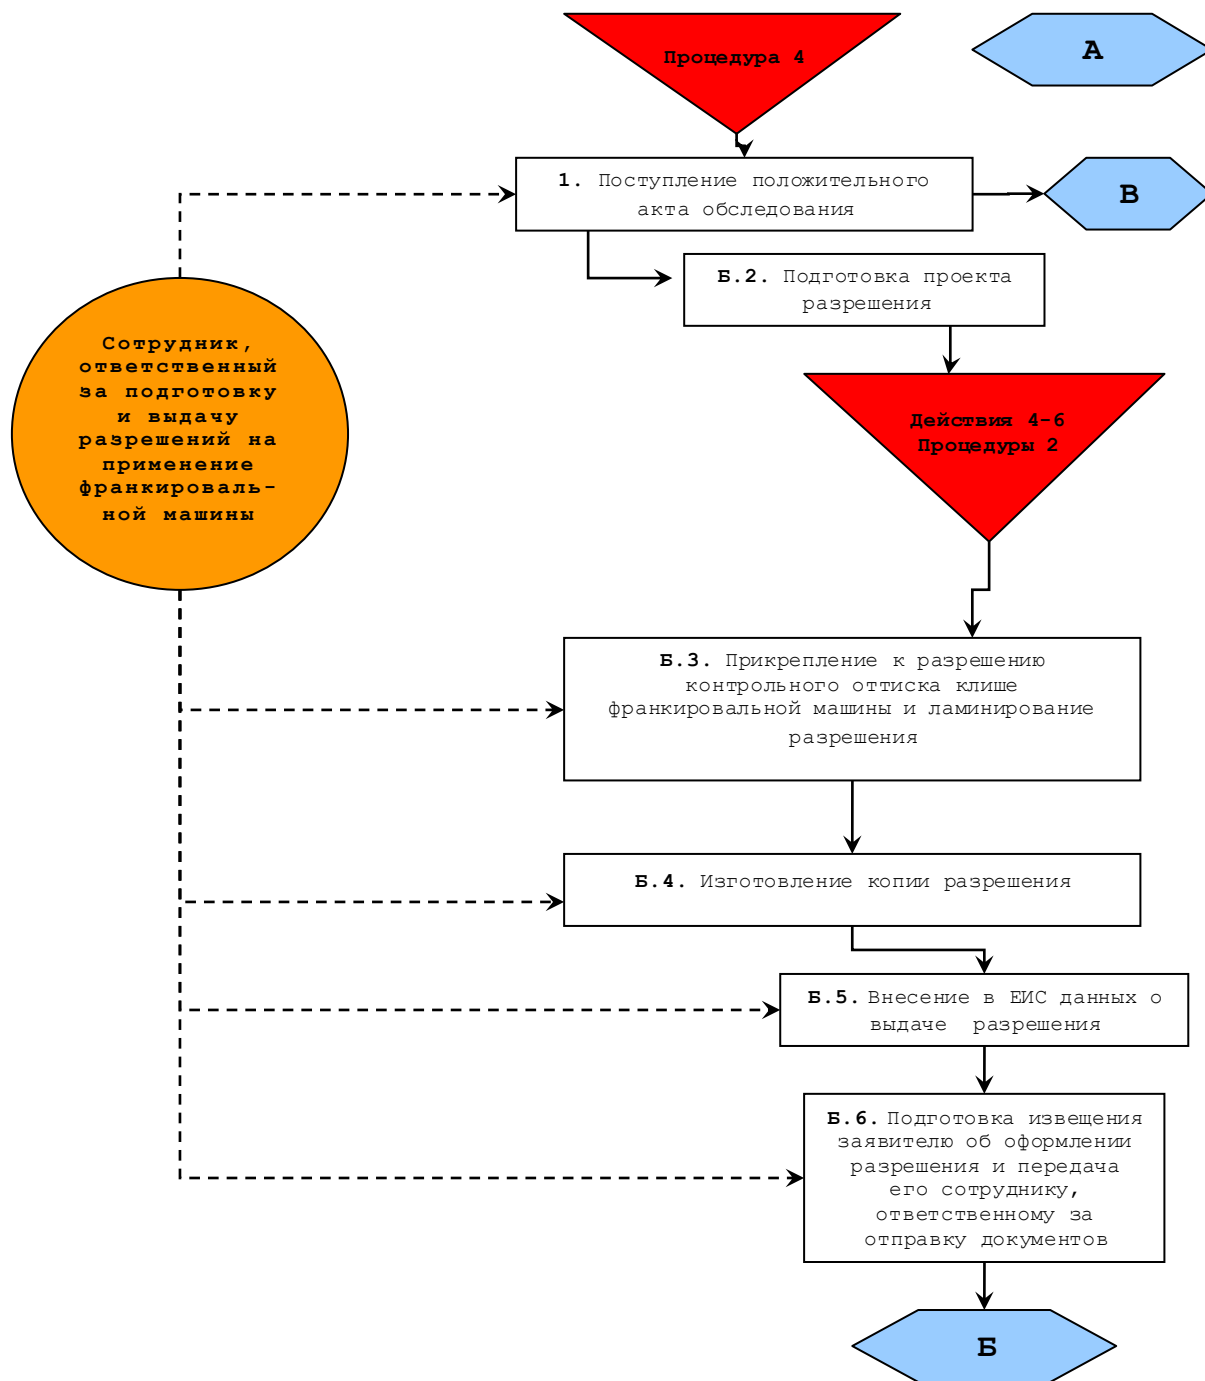 Процедура 4
А
1. Поступление положительного
акта обследования
В
Б.2. Подготовка проекта
разрешения
Сотрудник,
ответственный
за подготовку
и выдачу
разрешений на
применение
франкироваль-
ной машины
Действия 4-6
Процедуры 2
Б.3. Прикрепление к разрешению
контрольного оттиска клише
франкировальной машины и ламинирование
разрешения
Б.4. Изготовление копии разрешения
Б.5. Внесение в ЕИС данных о
выдаче разрешения
Б.6. Подготовка извещения
заявителю об оформлении
разрешения и передача
его сотруднику,
ответственному за
отправку документов
Б